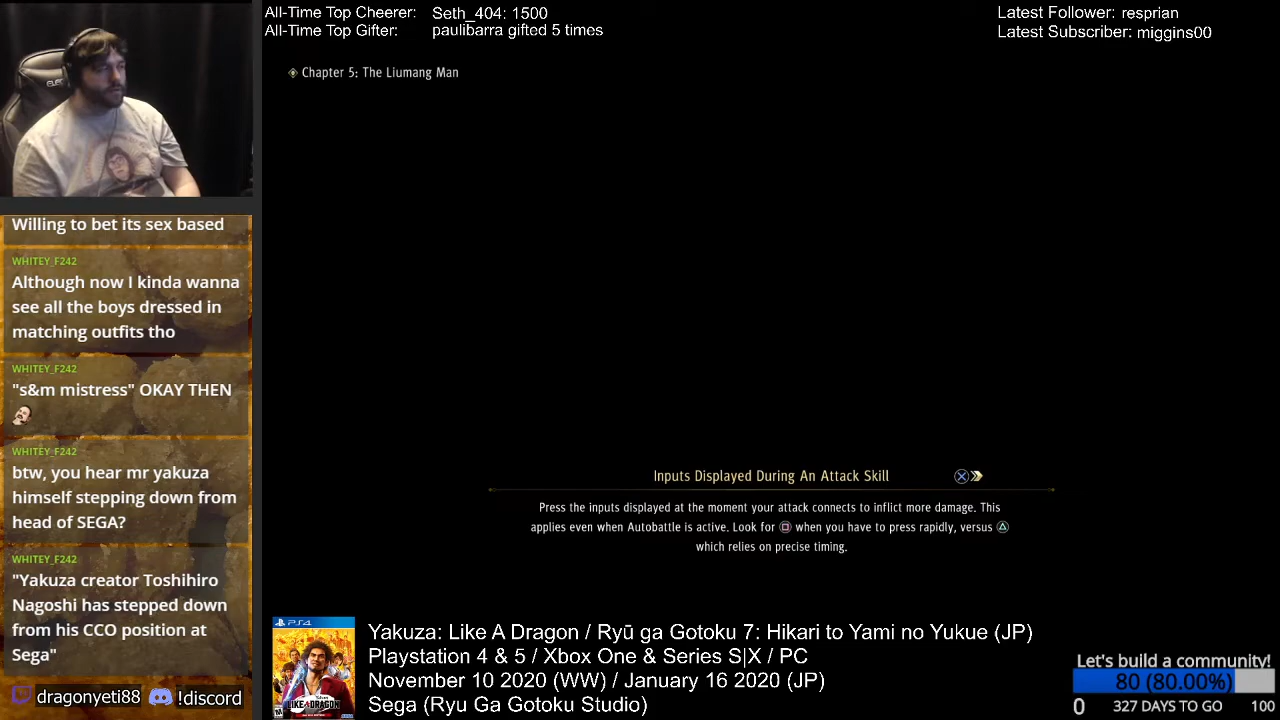 All-Time Top Cheerer: Seth_404: 1500
All-Time Top Gifter: paulibarra gifted 5 times
Latest Follower: resprian
Latest Subscriber: miggins00
Chapter 5: The Liumang Man
Willing to bet its sex based
WHITEY_F242
Although now I kinda wanna
see all the boys dressed in
matching outfits tho
WHITEY_F242
"s&m mistress" OKAY THEN
WHITEY_F242
btw, you hear mr yakuza
himself stepping down from
head of SEGA?
WHITEY_F242
"Yakuza creator Toshihiro
Nagoshi has stepped down
from his CCO position at
Sega"
dragonyeti88 !discord
Inputs Displayed During An Attack Skill
Press the inputs displayed at the moment your attack connects to inflict more damage. This
applies even when Autobattle is active. Look for when you have to press rapidly, versus
which relies on precise timing.
PS4
LIKE A DRAGON
Yakuza: Like A Dragon / Ryū ga Gotoku 7: Hikari to Yami no Yukue (JP)
Playstation 4 & 5 / Xbox One & Series S|X / PC
November 10 2020 (WW) / January 16 2020 (JP)
Sega (Ryu Ga Gotoku Studio)
Let's build a community!
80 (80.00%)
0 327 DAYS TO GO 100